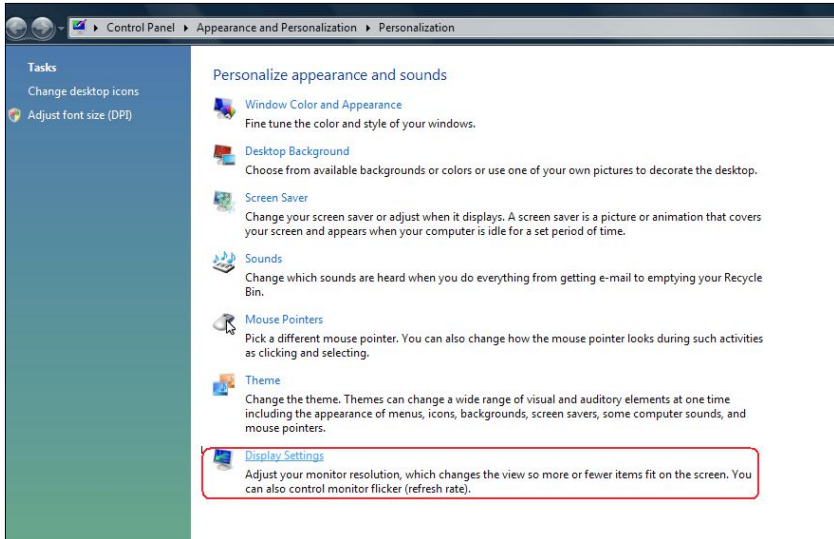 Control Panel ▸ Appearance and Personalization ▸ Personalization
Tasks
Change desktop icons
Adjust font size (DPI)
Personalize appearance and sounds
Window Color and Appearance
Fine tune the color and style of your windows.
Desktop Background
Choose from available backgrounds or colors or use one of your own pictures to decorate the desktop.
Screen Saver
Change your screen saver or adjust when it displays. A screen saver is a picture or animation that covers
your screen and appears when your computer is idle for a set period of time.
Sounds
Change which sounds are heard when you do everything from getting e-mail to emptying your Recycle
Bin.
Mouse Pointers
Pick a different mouse pointer. You can also change how the mouse pointer looks during such activities
as clicking and selecting.
Theme
Change the theme. Themes can change a wide range of visual and auditory elements at one time
including the appearance of menus, icons, backgrounds, screen savers, some computer sounds, and
mouse pointers.
Display Settings
Adjust your monitor resolution, which changes the view so more or fewer items fit on the screen. You
can also control monitor flicker (refresh rate).